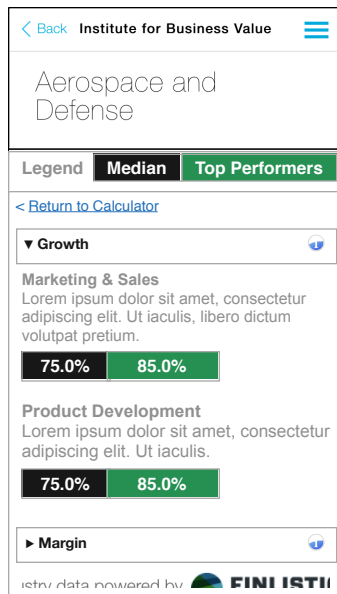 Back Institute for Business Value
Aerospace and
Defense
Legend Median Top Performers
< Return to Calculator
▼ Growth
Marketing & Sales
Lorem ipsum dolor sit amet, consectetur
adipiscing elit. Ut iaculis, libero dictum
volutpat pretium.
75.0% 85.0%
Product Development
Lorem ipsum dolor sit amet, consectetur
adipiscing elit. Ut iaculis.
75.0% 85.0%
► Margin
data powered by